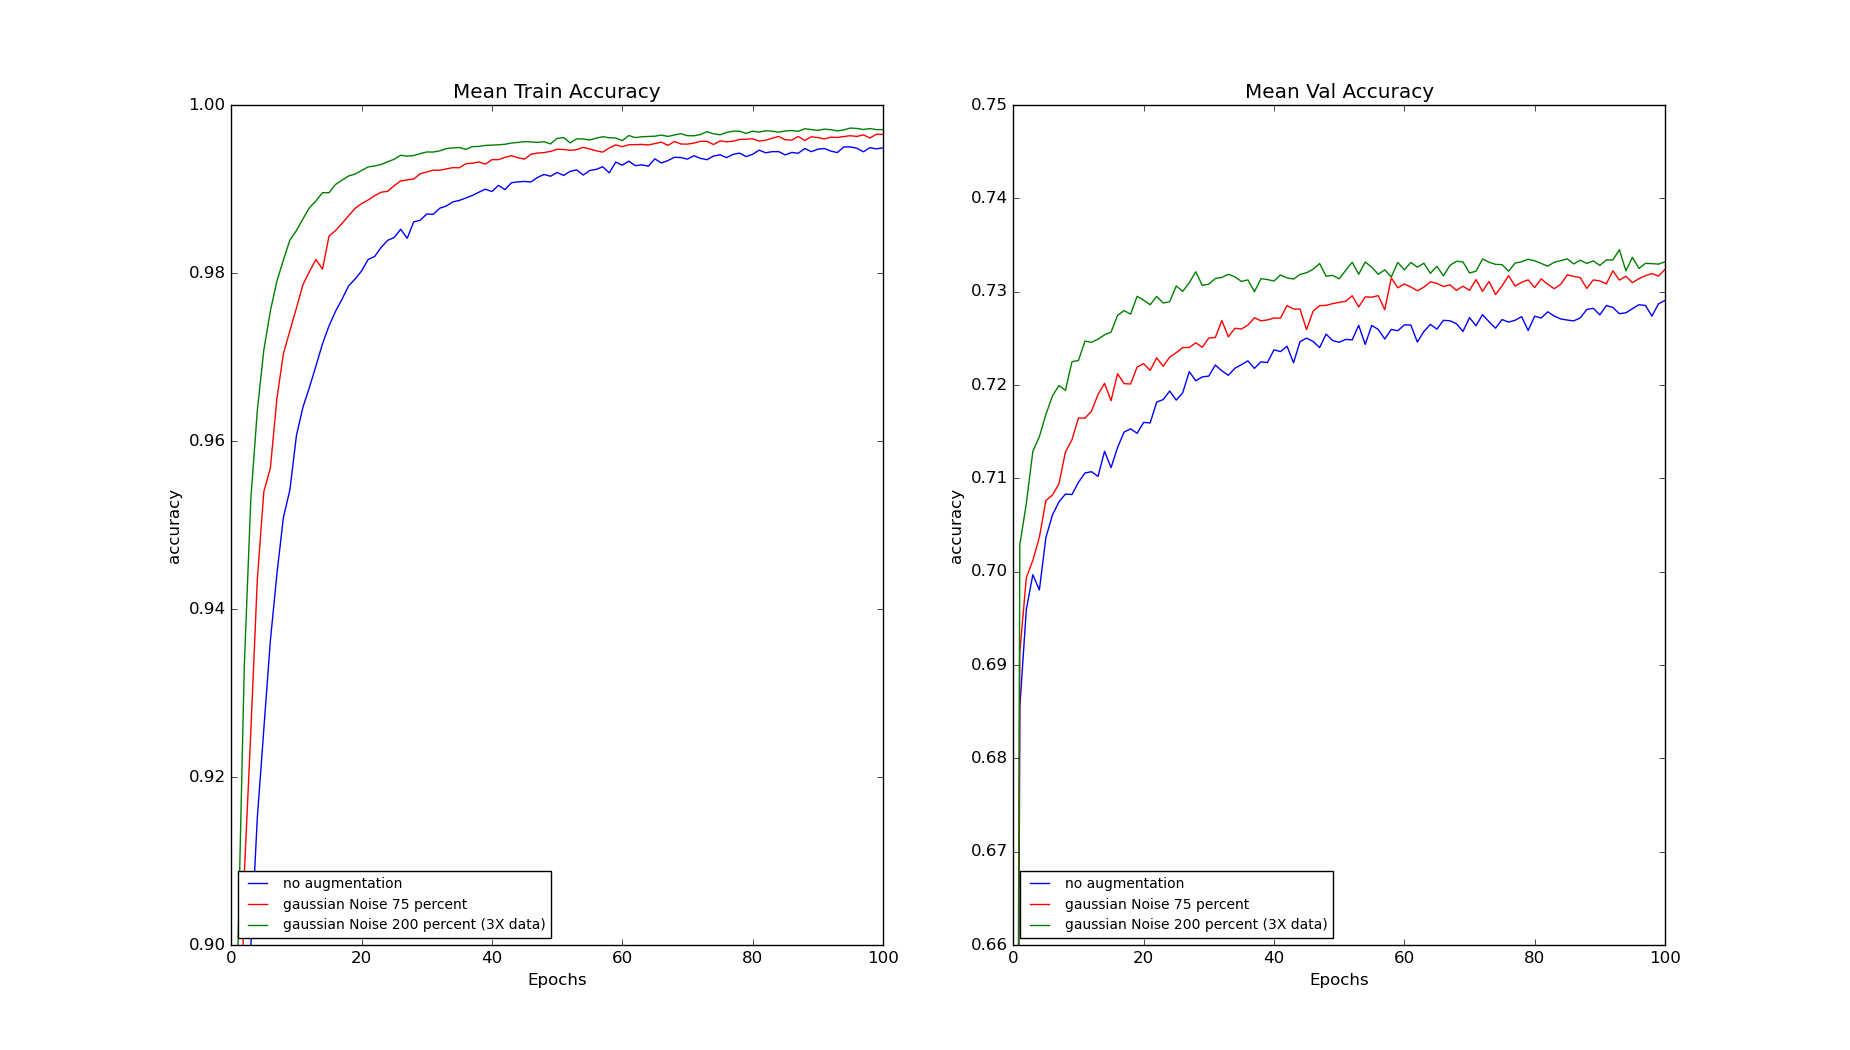 Mean Train Accuracy
1.00
0.98
0.96
0.94
0.92
0.90
accuracy
0 20 40 60 80 100
Epochs
no augmentation
gaussian Noise 75 percent
gaussian Noise 200 percent (3X data)
Mean Val Accuracy
0.75
0.74
0.73
0.72
0.71
0.70
0.69
0.68
0.67
0.66
accuracy
0 20 40 60 80 100
Epochs
no augmentation
gaussian Noise 75 percent
gaussian Noise 200 percent (3X data)